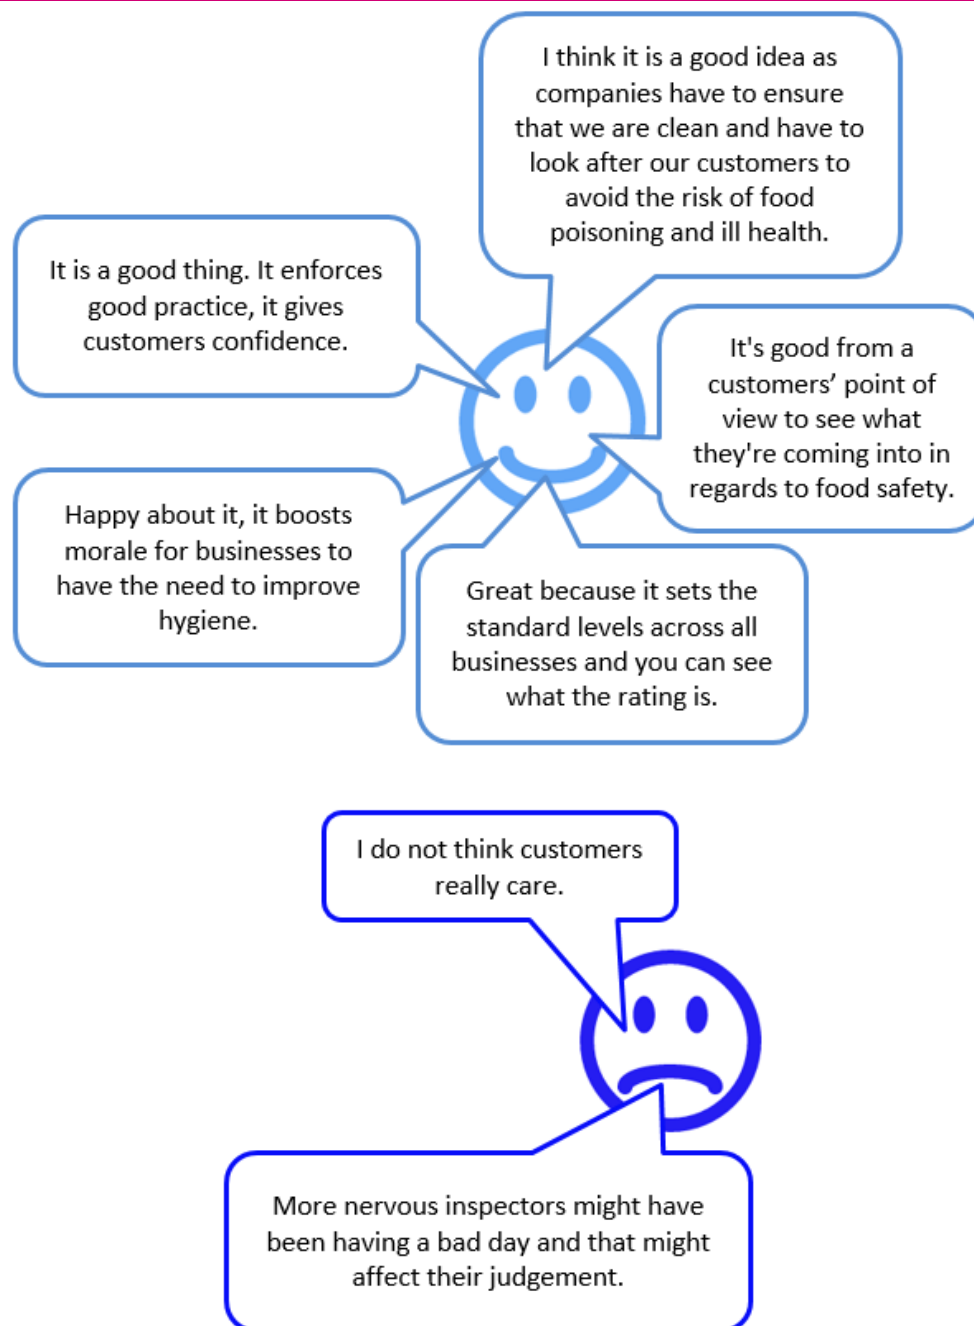 I think it is a good idea as
companies have to ensure
that we are clean and have to
look after our customers to
avoid the risk of food
poisoning and ill health.
It is a good thing. It enforces
good practice, it gives
customers confidence.
It's good from a
customers’ point of
view to see what
they're coming into in
regards to food safety.
Happy about it, it boosts
morale for businesses to
have the need to improve
hygiene.
Great because it sets the
standard levels across all
businesses and you can see
what the rating is.
I do not think customers
really care.
More nervous inspectors might have
been having a bad day and that might
affect their judgement.